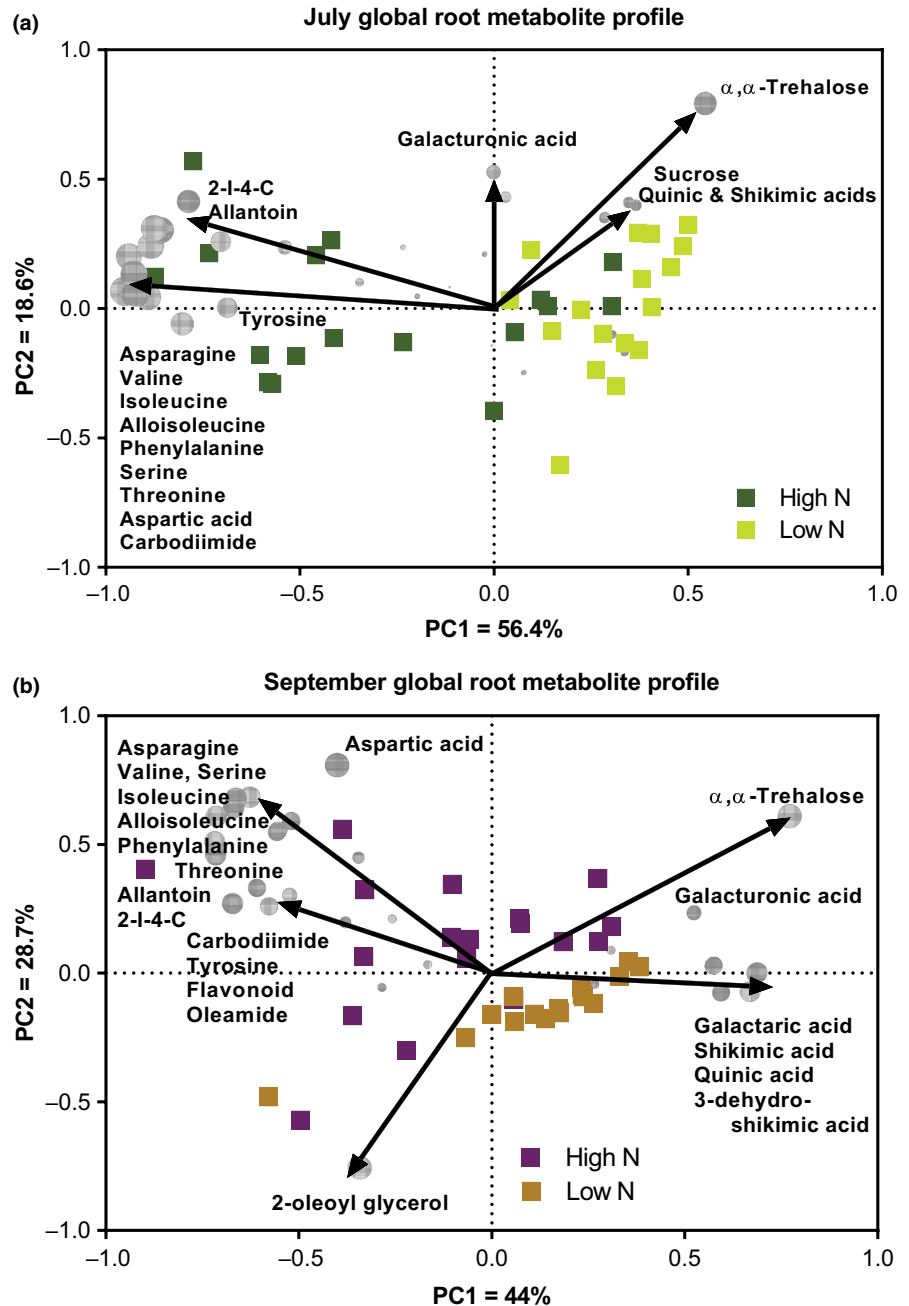 (a)
July global root metabolite profile
1.0
α,α-Trehalose
Galacturonic acid
Sucrose
Quinic & Shikimic acids
0.5
2-I-4-C
Allantoin
PC2 = 18.6%
0.0
Tyrosine
Asparagine
Valine
Isoleucine
Alloisoleucine
Phenylalanine
Serine
Threonine
Aspartic acid
Carbodiimide
−0.5
High N
Low N
−1.0
−1.0
−0.5
0.0
0.5
1.0
PC1 = 56.4%
(b)
September global root metabolite profile
1.0
Asparagine
Valine, Serine
Isoleucine
Alloisoleucine
Phenylalanine
Threonine
Allantoin
2-I-4-C
Aspartic acid
α,α-Trehalose
0.5
Galacturonic acid
PC2 = 28.7%
Carbodiimide
Tyrosine
Flavonoid
Oleamide
0.0
Galactaric acid
Shikimic acid
Quinic acid
3-dehydro-
shikimic acid
−0.5
High N
Low N
2-oleoyl glycerol
−1.0
−1.0
−0.5
0.0
0.5
1.0
PC1 = 44%